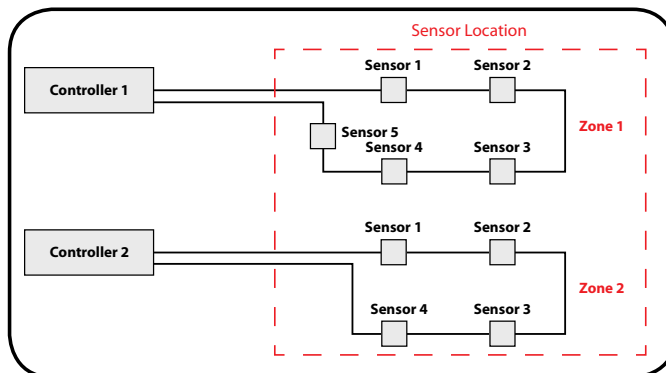 Sensor Location
Sensor 1
Sensor 2
Controller 1
Zone 1
Sensor 5
Sensor 4
Sensor 3
Sensor 1
Sensor 2
Controller 2
Zone 2
Sensor 4
Sensor 3